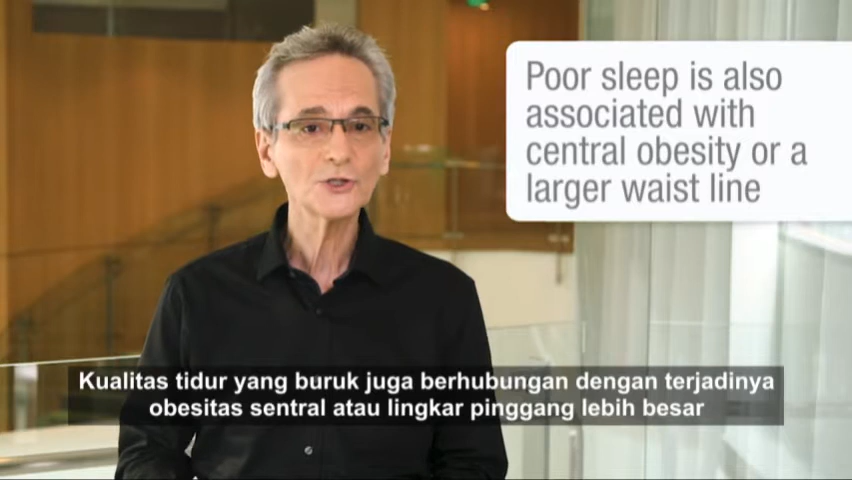 Poor sleep is also
associated with
central obesity or a
larger waist line
Kualitas tidur yang buruk juga berhubungan dengan terjadinya
obesitas sentral atau lingkar pinggang lebih besar